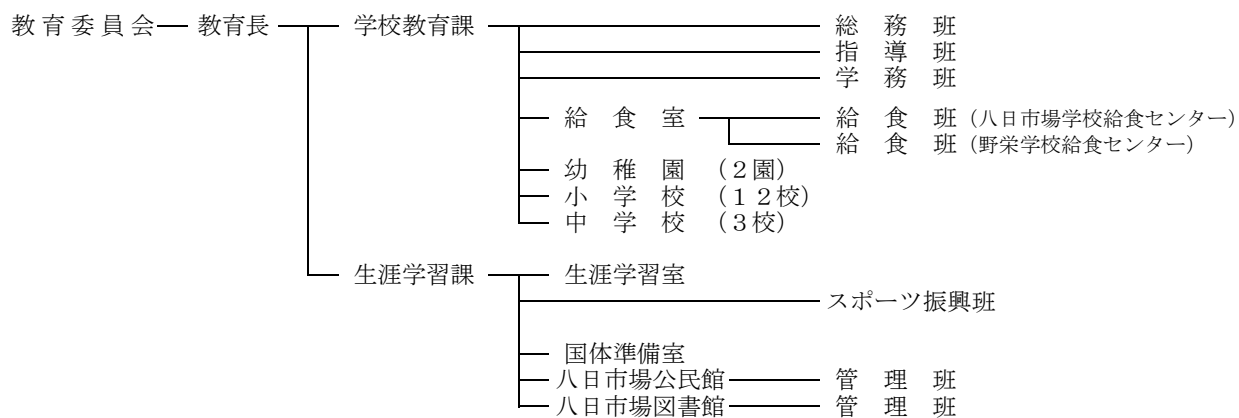 教育委員会 教育長 学校教育課 総務班
指導班
学務班
給食室 給食班(八日市場学校給食センター)
給食班(野栄学校給食センター)
幼稚園 (2園)
小学校 (12校)
中学校 (3校)
生涯学習課 生涯学習室
スポーツ振興班
国体準備室
八日市場公民館 管理班
八日市場図書館 管理班